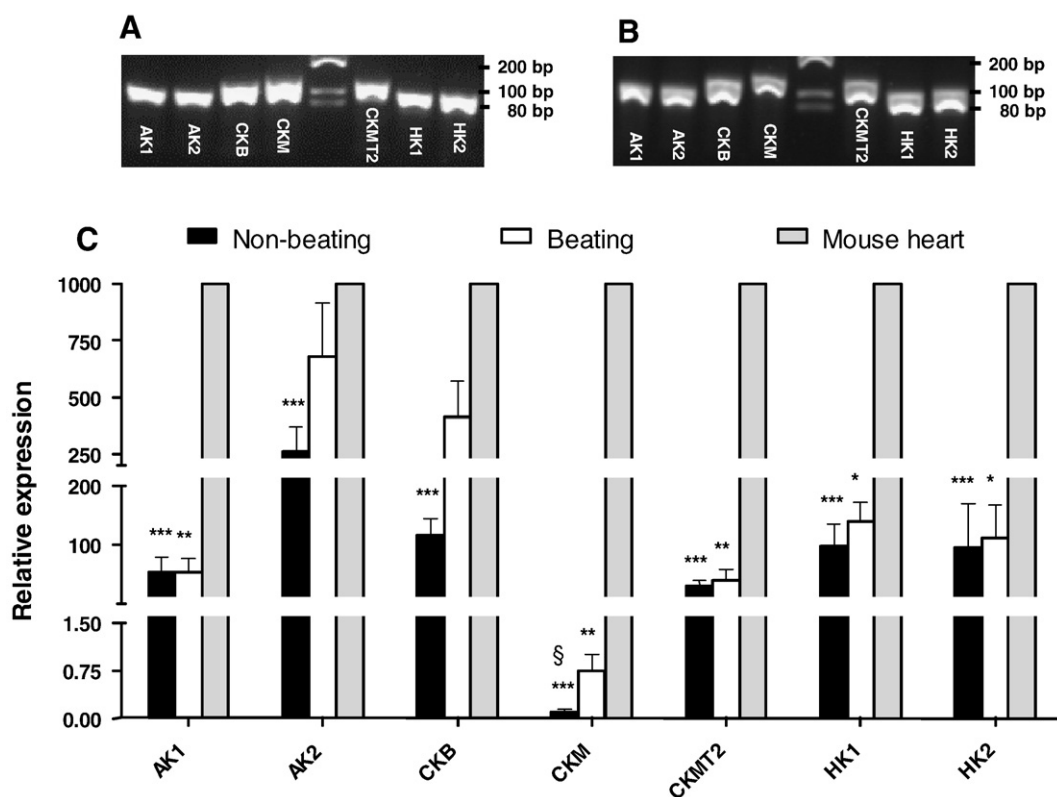 A
200 bp
100 bp
80 bp
AK1
AK2
CKB
CKM
CKMT2
HK1
HK2
B
200 bp
100 bp
80 bp
AK1
AK2
CKB
CKM
CKMT2
HK1
HK2
C
Non-beating
Beating
Mouse heart
Relative expression
1000
750
500
250
200
100
1.50
0.75
0.00
*** **
***
***
§
*** **
*** **
*** *
*** *
AK1
AK2
CKB
CKM
CKMT2
HK1
HK2